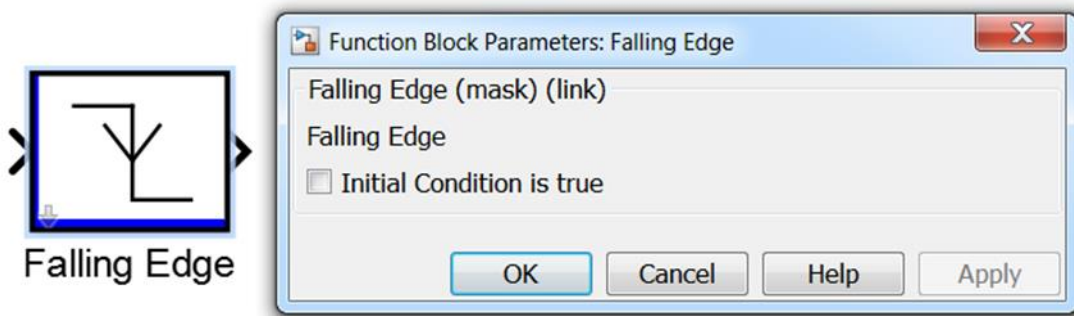 Falling Edge
Function Block Parameters: Falling Edge
Falling Edge (mask) (link)
Falling Edge
Initial Condition is true
OK Cancel Help Apply